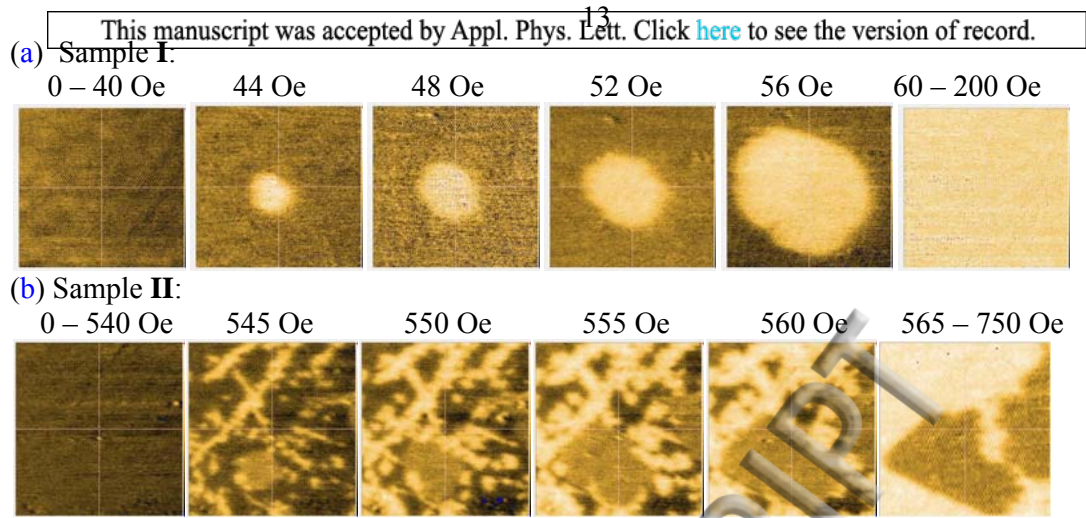 13
This manuscript was accepted by Appl. Phys. Lett. Click here to see the version of record.
(a) Sample I:
0 – 40 Oe 44 Oe 48 Oe 52 Oe 56 Oe 60 – 200 Oe
(b) Sample II:
0 – 540 Oe 545 Oe 550 Oe 555 Oe 560 Oe 565 – 750 Oe
RIPT